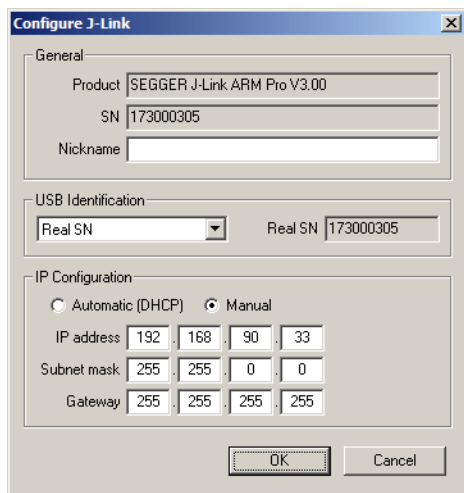 Configure J-Link
General
Product SEGGER J-Link ARM Pro V3.00
SN 173000305
Nickname
USB Identification
Real SN Real SN 173000305
IP Configuration
Automatic (DHCP) Manual
IP address 192 . 168 . 90 . 33
Subnet mask 255 . 255 . 0 . 0
Gateway 255 . 255 . 255 . 255
OK Cancel